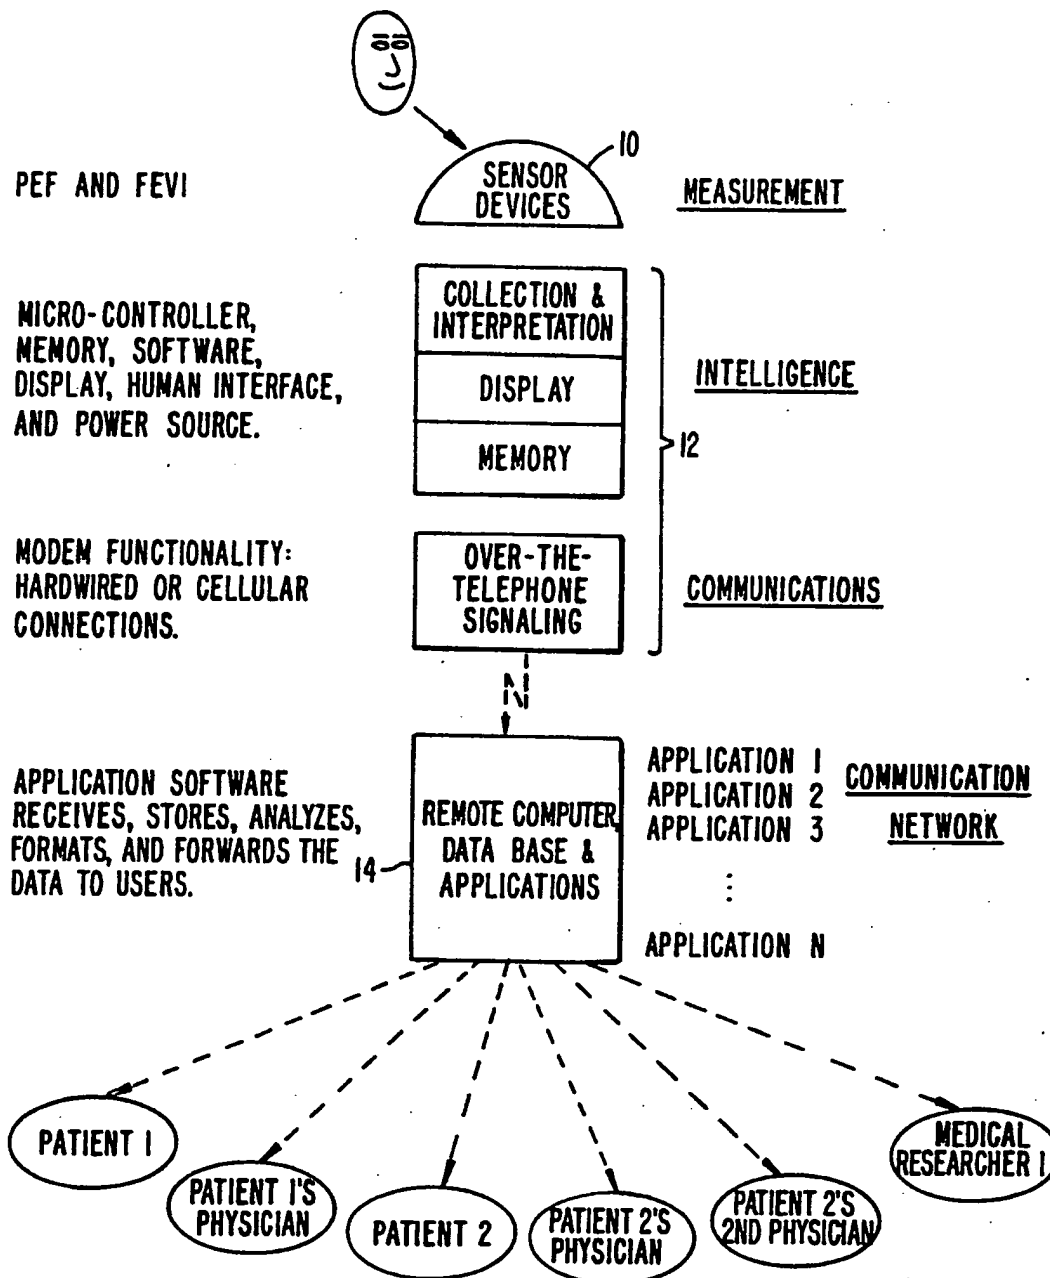 10
PEF AND FEV1
SENSOR
DEVICES
MEASUREMENT
MICRO-CONTROLLER,
MEMORY, SOFTWARE,
DISPLAY, HUMAN INTERFACE,
AND POWER SOURCE.
COLLECTION &
INTERPRETATION
DISPLAY
MEMORY
INTELLIGENCE
12
MODEM FUNCTIONALITY:
HARDWIRED OR CELLULAR
CONNECTIONS.
OVER-THE-
TELEPHONE
SIGNALING
COMMUNICATIONS
APPLICATION SOFTWARE
RECEIVES, STORES, ANALYZES,
FORMATS, AND FORWARDS THE
DATA TO USERS.
14
REMOTE COMPUTER,
DATA BASE &
APPLICATIONS
APPLICATION 1
APPLICATION 2
APPLICATION 3
⋮
APPLICATION N
COMMUNICATION
NETWORK
PATIENT 1
PATIENT 1'S
PHYSICIAN
PATIENT 2
PATIENT 2'S
PHYSICIAN
PATIENT 2'S
2ND PHYSICIAN
MEDICAL
RESEARCHER 1